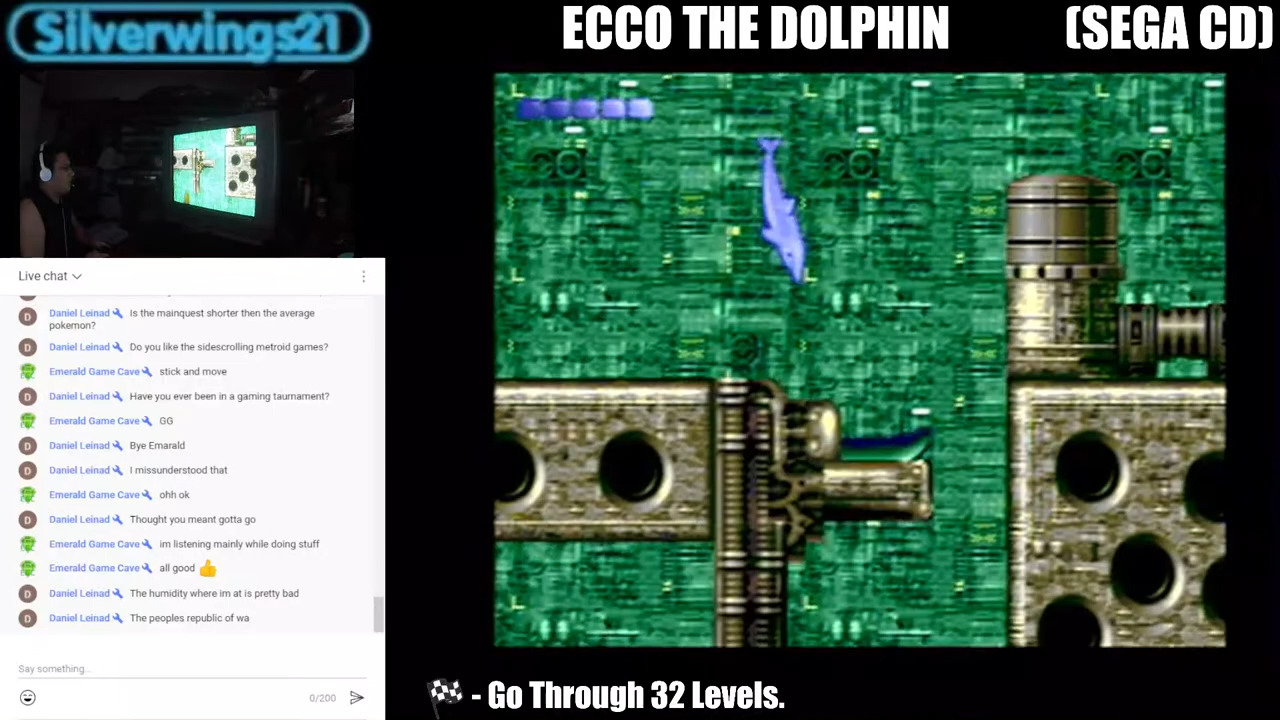 Silverwings21
ECCO THE DOLPHIN (SEGA CD)
Live chat
Daniel Leinad Is the mainquest shorter then the average
pokemon?
Daniel Leinad Do you like the sidescrolling metroid games?
Emerald Game Cave stick and move
Daniel Leinad Have you ever been in a gaming taurnament?
Emerald Game Cave GG
Daniel Leinad Bye Emarald
Daniel Leinad I missunderstood that
Emerald Game Cave ohh ok
Daniel Leinad Thought you meant gotta go
Emerald Game Cave im listening mainly while doing stuff
Emerald Game Cave all good 👍
Daniel Leinad The humidity where im at is pretty bad
Daniel Leinad The peoples republic of wa
Say something...
0/200
- Go Through 32 Levels.